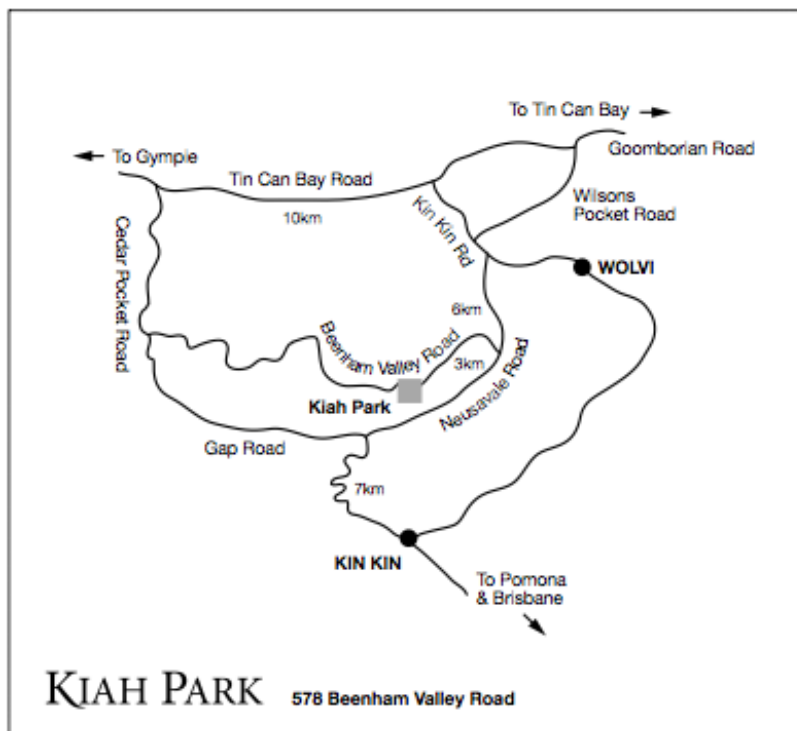 To Tin Can Bay
Goomborian Road
To Gympie
Tin Can Bay Road
10km
Kin Kin Rd
Wilsons
Pocket Road
WOLVI
Cedar Pocket Road
6km
Beenham Valley Road
3km
Kiah Park
Neusavale Road
Gap Road
7km
KIN KIN
To Pomona
& Brisbane
KIAH PARK 578 Beenham Valley Road